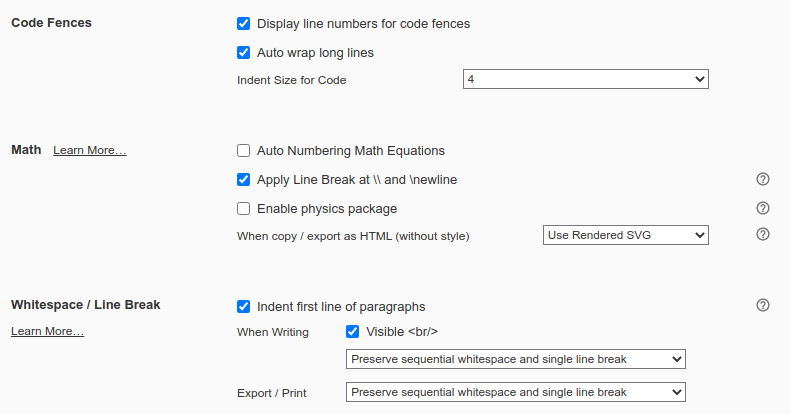 Code Fences
Display line numbers for code fences
Auto wrap long lines
Indent Size for Code 4
Math Learn More…
Auto Numbering Math Equations
Apply Line Break at \\ and \newline
Enable physics package
When copy / export as HTML (without style) Use Rendered SVG
Whitespace / Line Break
Indent first line of paragraphs
Learn More…
When Writing Visible <br/>
Preserve sequential whitespace and single line break
Export / Print Preserve sequential whitespace and single line break